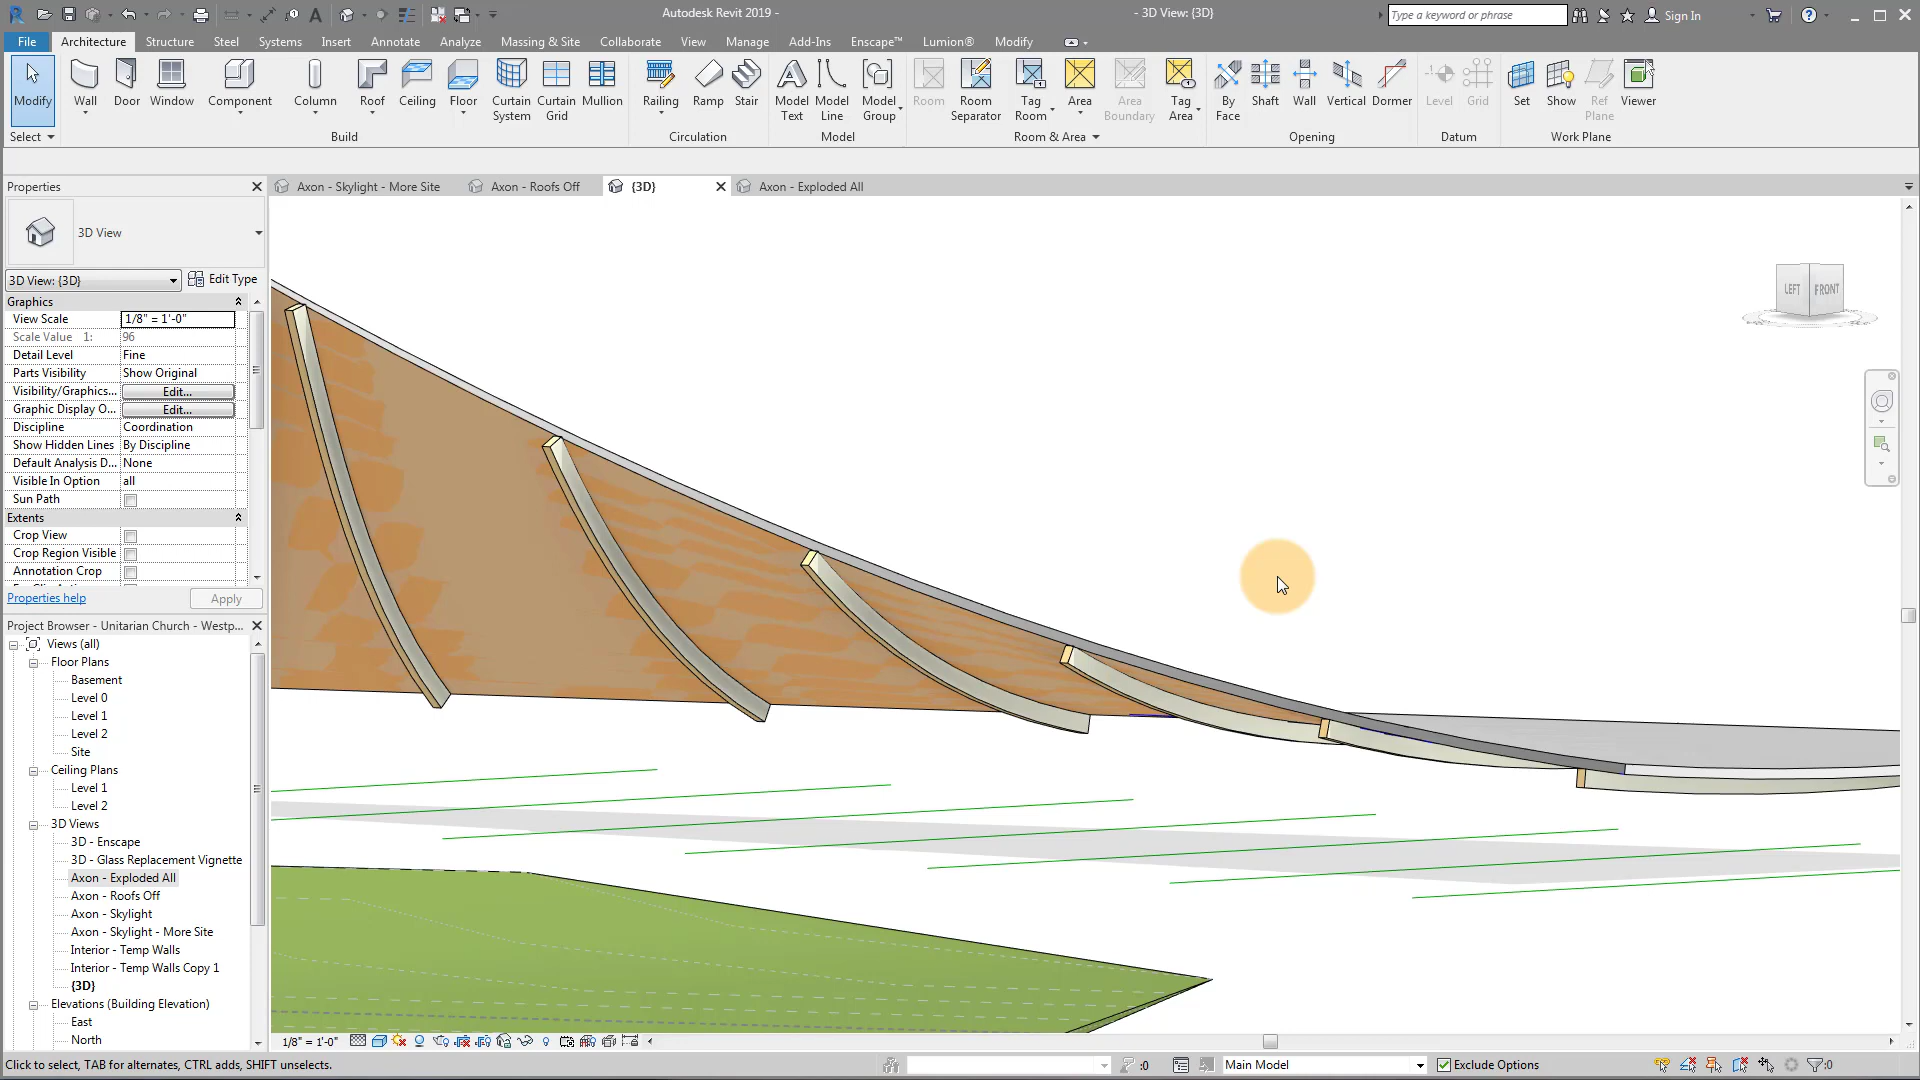 Autodesk Revit 2019 -
- 3D View: {3D}
Type a keyword or phrase
Sign In
File Architecture Structure Steel Systems Insert Annotate Analyze Massing & Site Collaborate View Manage Add-Ins Enscape™ Lumion® Modify
Modify Wall Door Window Component Column Roof Ceiling Floor Curtain System Curtain Grid Mullion Railing Ramp Stair Model Text Model Line Model Group Room Room Separator Tag Room Area Area Boundary Tag Area By Face Shaft Wall Vertical Dormer Level Grid Set Show Ref Plane Viewer
Select Build Circulation Model Room & Area Opening Datum Work Plane
Properties
Axon - Skylight - More Site
Axon - Roofs Off
{3D}
Axon - Exploded All
3D View
3D View: {3D}
Edit Type
Graphics
View Scale 1/8" = 1'-0"
Scale Value 1: 96
Detail Level Fine
Parts Visibility Show Original
Visibility/Graphics... Edit...
Graphic Display O... Edit...
Discipline Coordination
Show Hidden Lines By Discipline
Default Analysis D... None
Visible In Option all
Sun Path
Extents
Crop View
Crop Region Visible
Annotation Crop
Properties help
Apply
Project Browser - Unitarian Church - Westp...
Views (all)
Floor Plans
Basement
Level 0
Level 1
Level 2
Site
Ceiling Plans
Level 1
Level 2
3D Views
3D - Enscape
3D - Glass Replacement Vignette
Axon - Exploded All
Axon - Roofs Off
Axon - Skylight
Axon - Skylight - More Site
Interior - Temp Walls
Interior - Temp Walls Copy 1
{3D}
Elevations (Building Elevation)
East
North
LEFT FRONT
1/8" = 1'-0"
Click to select, TAB for alternates, CTRL adds, SHIFT unselects.
:0
Main Model
Exclude Options
:0